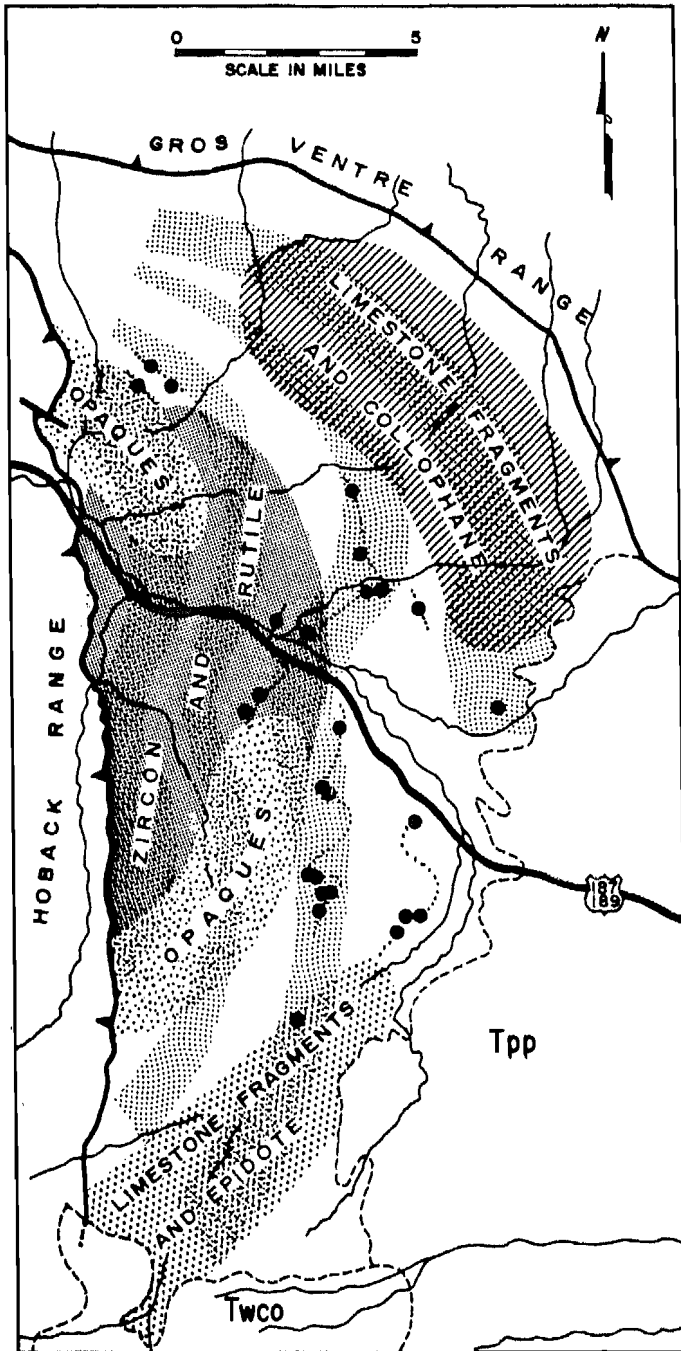 0 5
SCALE IN MILES
N
GROS VENTRE RANGE
LIMESTONE FRAGMENTS
AND COLLOPHANE
OPAQUES
ZIRCON AND RUTILE
HOBACK RANGE
OPAQUES
187
189
LIMESTONE FRAGMENTS
AND EPIDOTE
Tpp
Twco